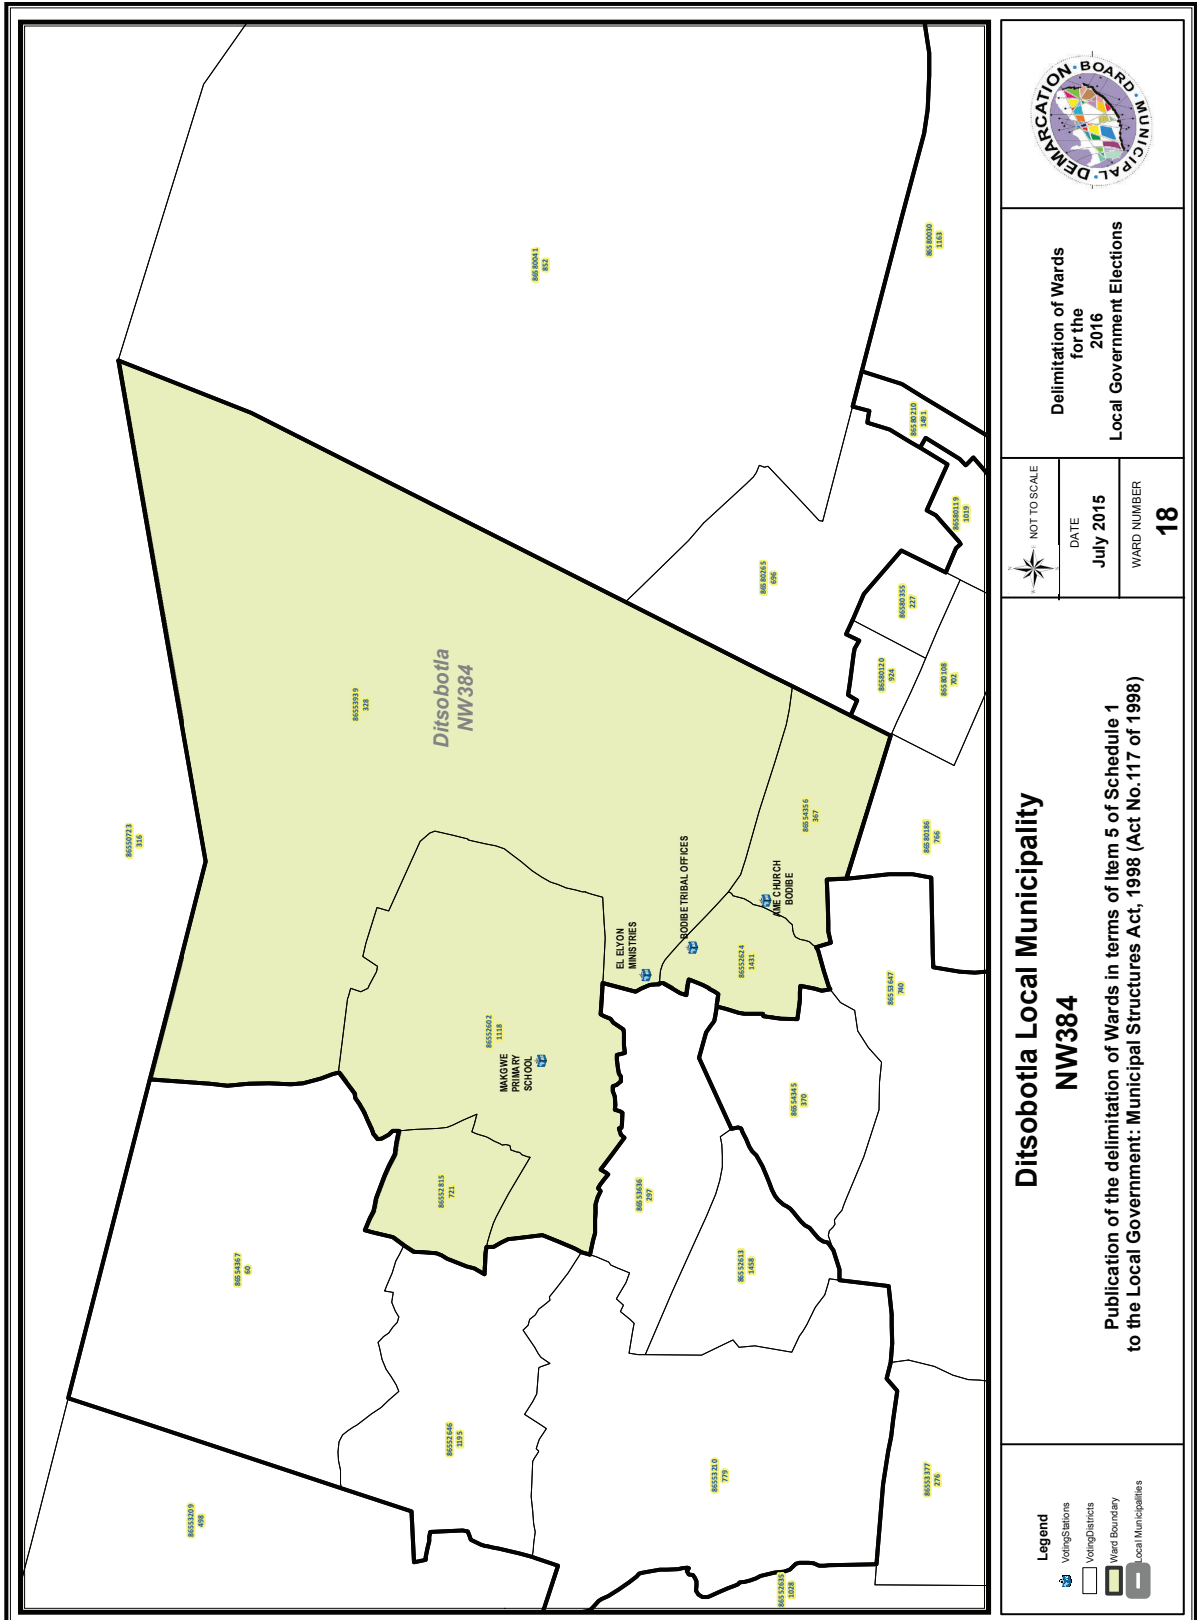 Ditsobotla Local Municipality
NW384
Publication of the delimitation of Wards in terms of Item 5 of Schedule 1
to the Local Government: Municipal Structures Act, 1998 (Act No.117 of 1998)
Legend
VotingStations
VotingDistricts
Ward Boundary
Local Municipalities
NOT TO SCALE
DATE
July 2015
WARD NUMBER
18
Delimitation of Wards
for the
2016
Local Government Elections
MUNICIPAL • DEMARCATION • BOARD
Ditsobotla
NW384
86553209
498
86554367
60
86550723
316
86552646
1195
86552815
721
86552602
1118
MAKGWE
PRIMARY
SCHOOL
86553939
328
86580041
852
EL ELYON
MINISTRIES
BODIBE TRIBAL OFFICES
AME CHURCH
BODIBE
86553636
297
86552624
1431
86554356
367
86580265
696
86553210
779
86552613
1458
86554345
370
86552635
1028
86553377
276
86553647
740
86580186
766
86580120
924
86580355
227
86580108
702
86580119
1019
86580210
1491
86580030
1163